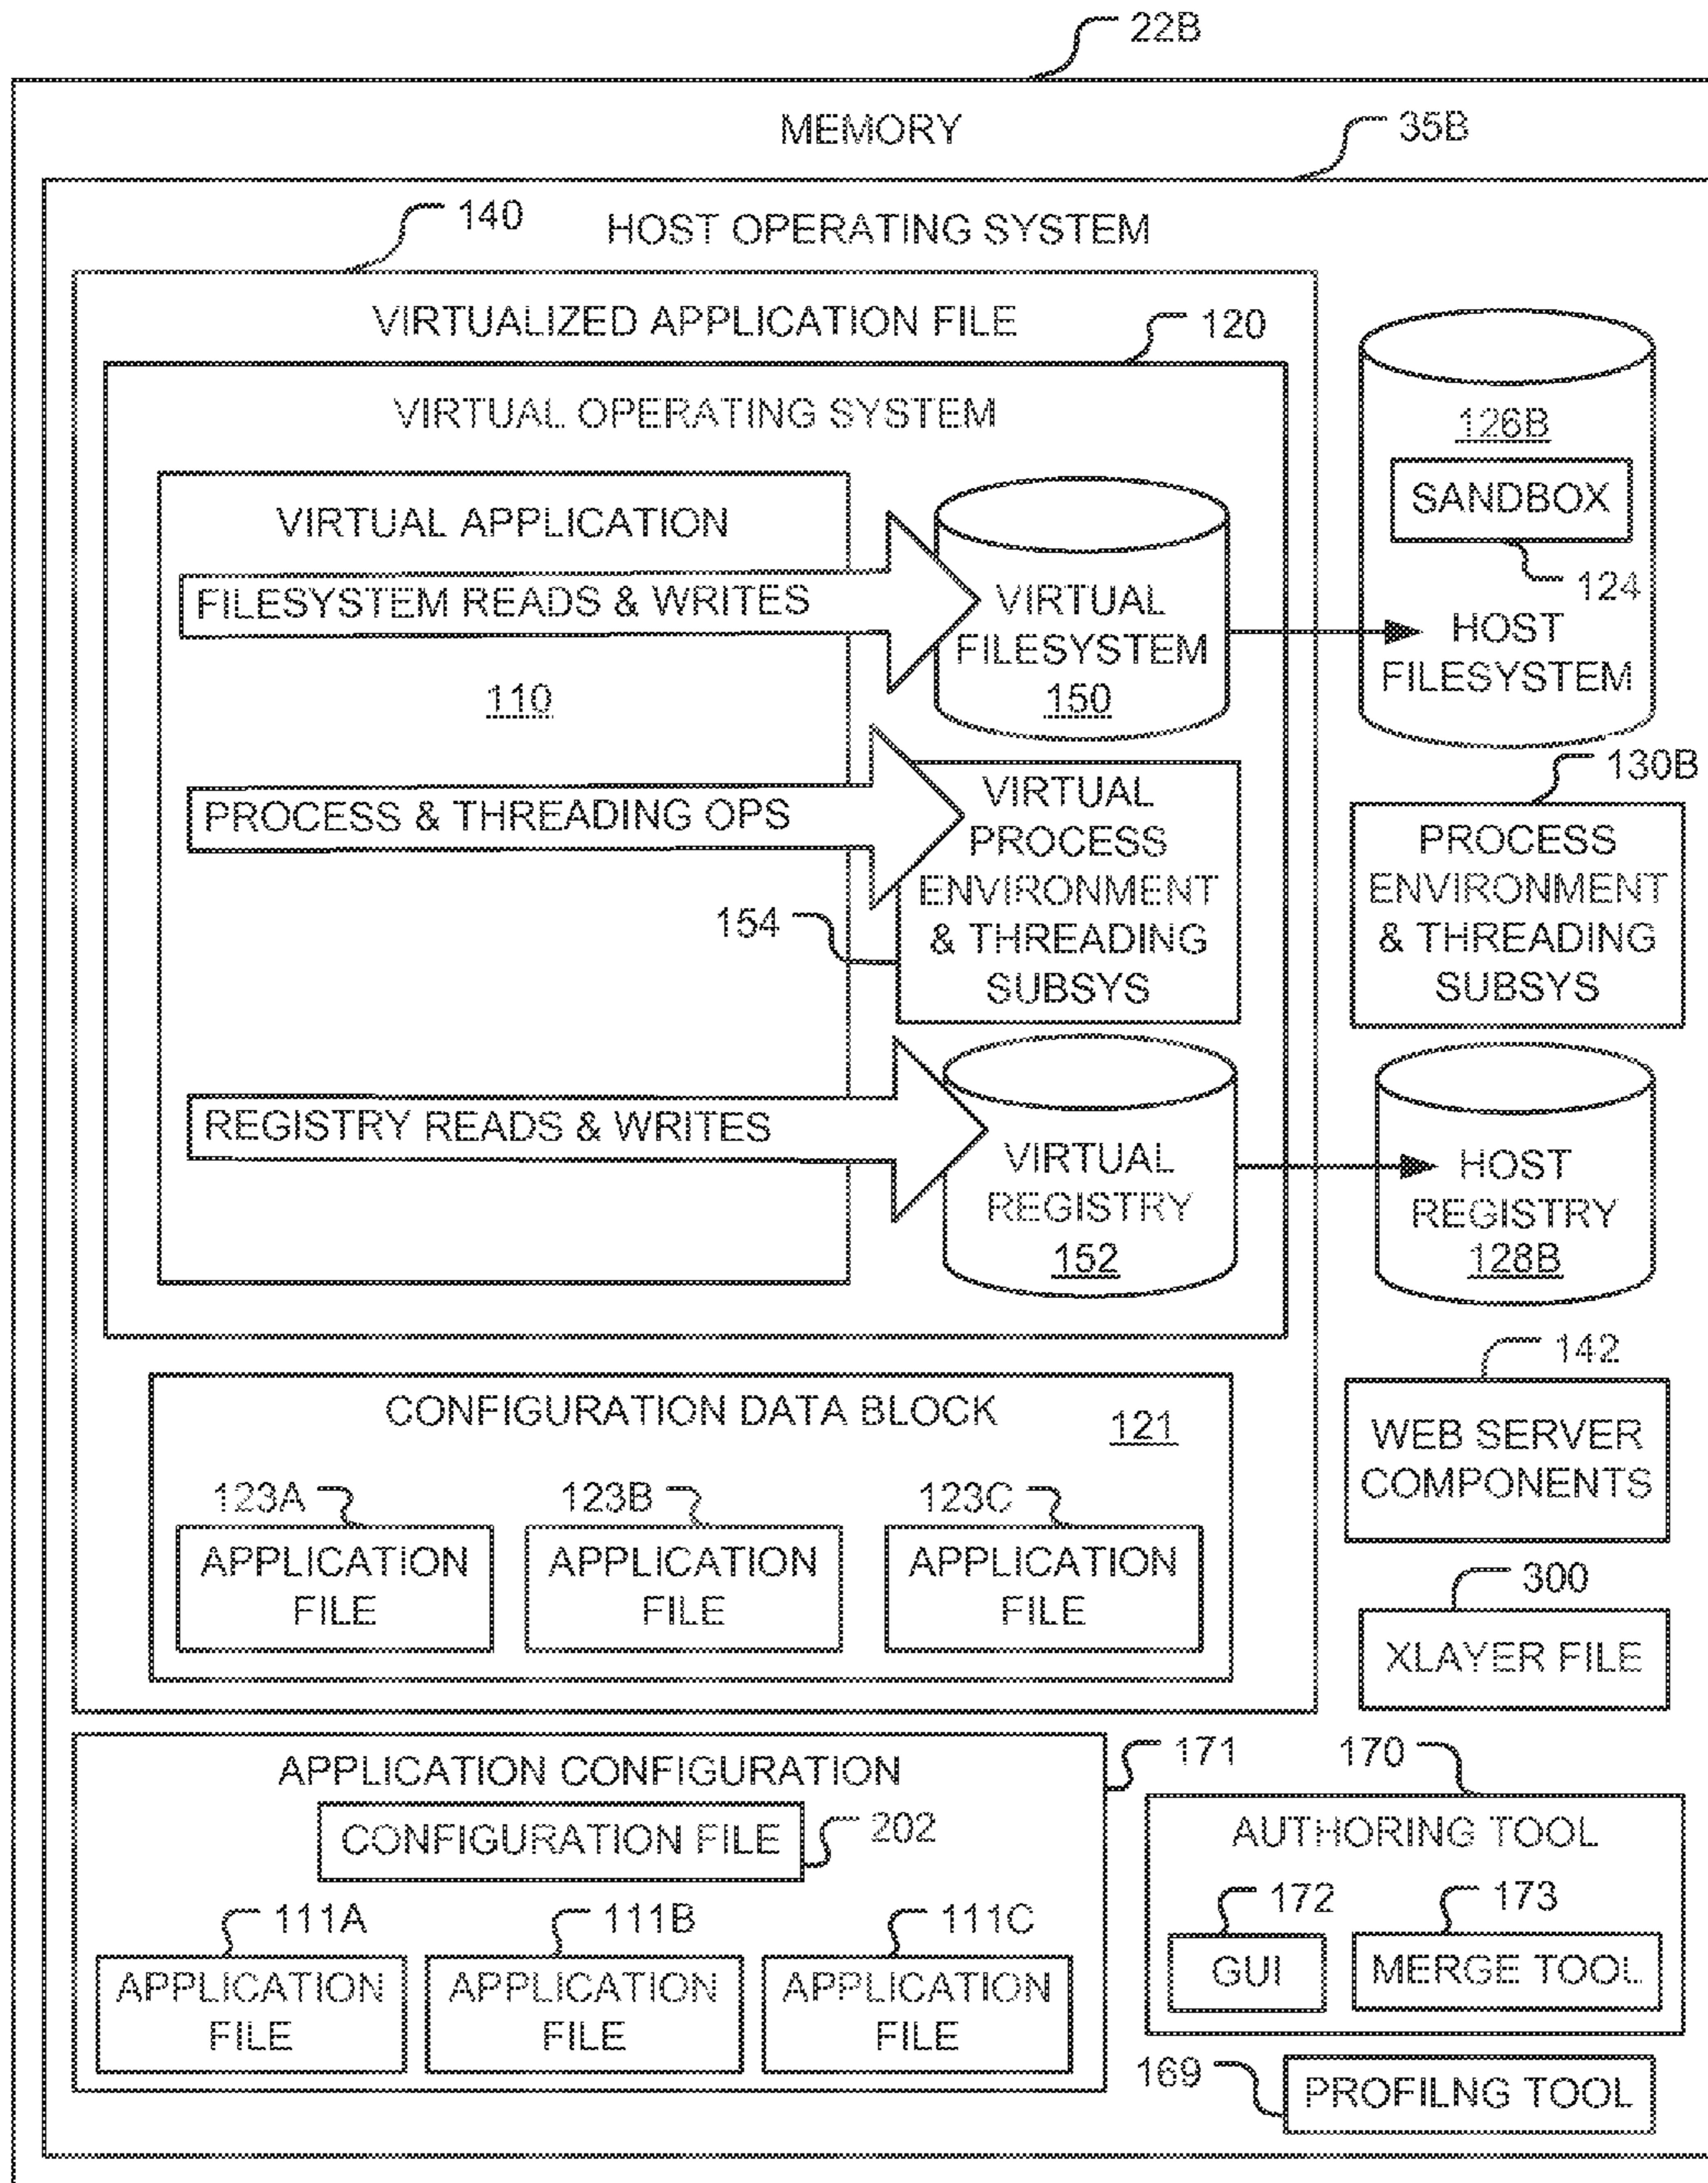 22B
MEMORY
35B
HOST OPERATING SYSTEM
140
VIRTUALIZED APPLICATION FILE
120
VIRTUAL OPERATING SYSTEM
VIRTUAL APPLICATION
FILESYSTEM READS & WRITES
110
PROCESS & THREADING OPS
REGISTRY READS & WRITES
VIRTUAL
FILESYSTEM
150
VIRTUAL
PROCESS
ENVIRONMENT
& THREADING
SUBSYS
154
VIRTUAL
REGISTRY
152
126B
SANDBOX
124
HOST
FILESYSTEM
130B
PROCESS
ENVIRONMENT
& THREADING
SUBSYS
HOST
REGISTRY
128B
CONFIGURATION DATA BLOCK
121
123A
APPLICATION
FILE
123B
APPLICATION
FILE
123C
APPLICATION
FILE
142
WEB SERVER
COMPONENTS
300
XLAYER FILE
171
APPLICATION CONFIGURATION
CONFIGURATION FILE
202
111A
APPLICATION
FILE
111B
APPLICATION
FILE
111C
APPLICATION
FILE
170
AUTHORING TOOL
172
GUI
173
MERGE TOOL
169
PROFILNG TOOL